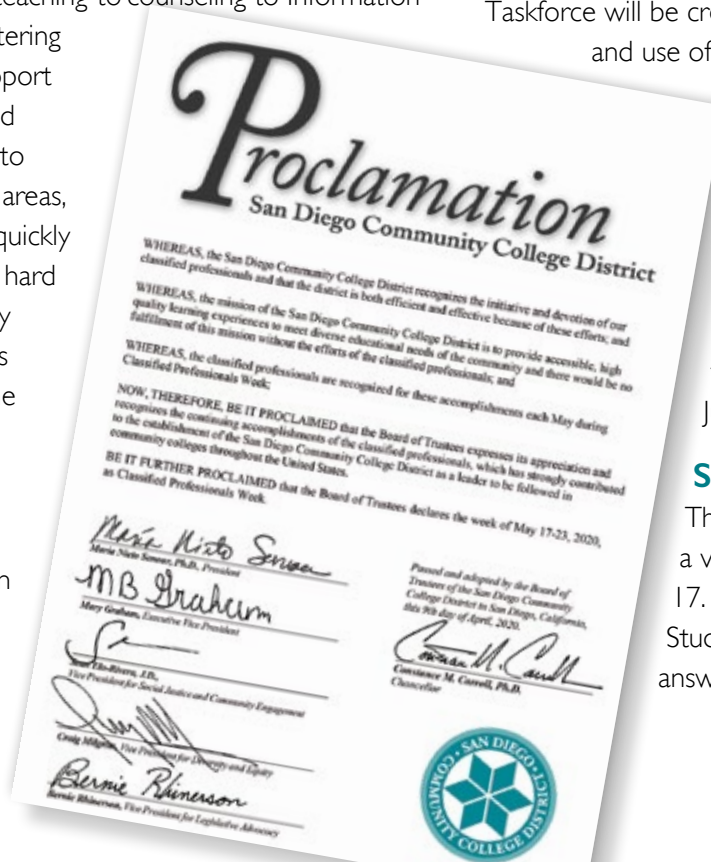 teaching to counseling to information
tering
port
d
to
areas,
quickly
hard
y
s
e
n
Taskforce will be cre
and use of
J
S
Th
a v
17.
Stud
answ
Proclamation
San Diego Community College District
WHEREAS, the San Diego Community College District recognizes the initiative and devotion of our
classified professionals and that the district is both efficient and effective because of these efforts; and
WHEREAS, the mission of the San Diego Community College District is to provide accessible, high
quality learning experiences to meet diverse educational needs of the community and there would be no
fulfillment of this mission without the efforts of the classified professionals; and
WHEREAS, the classified professionals are recognized for these accomplishments each May during
Classified Professionals Week;
NOW, THEREFORE, BE IT PROCLAIMED that the Board of Trustees expresses its appreciation and
recognizes the continuing accomplishments of the classified professionals, which has strongly contributed
to the establishment of the San Diego Community College District as a leader to be followed in
community colleges throughout the United States.
BE IT FURTHER PROCLAIMED that the Board of Trustees declares the week of May 17-23, 2020,
as Classified Professionals Week.
Maria Nieto Senour
Maria Nieto Senour, Ph.D., President
MB Graham
Mary Graham, Executive Vice President
Elo-Rivera, J.D.,
Vice President for Social Justice and Community Engagement
Craig Milgrim, Vice President for Diversity and Equity
Bernie Rhinerson
Bernie Rhinerson, Vice President for Legislative Advocacy
Passed and adopted by the Board of
Trustees of the San Diego Community
College District in San Diego, California,
this 9th day of April, 2020.
Constance M. Carroll
Constance M. Carroll, Ph.D.
Chancellor
SAN DIEGO
COMMUNITY COLLEGE DISTRICT